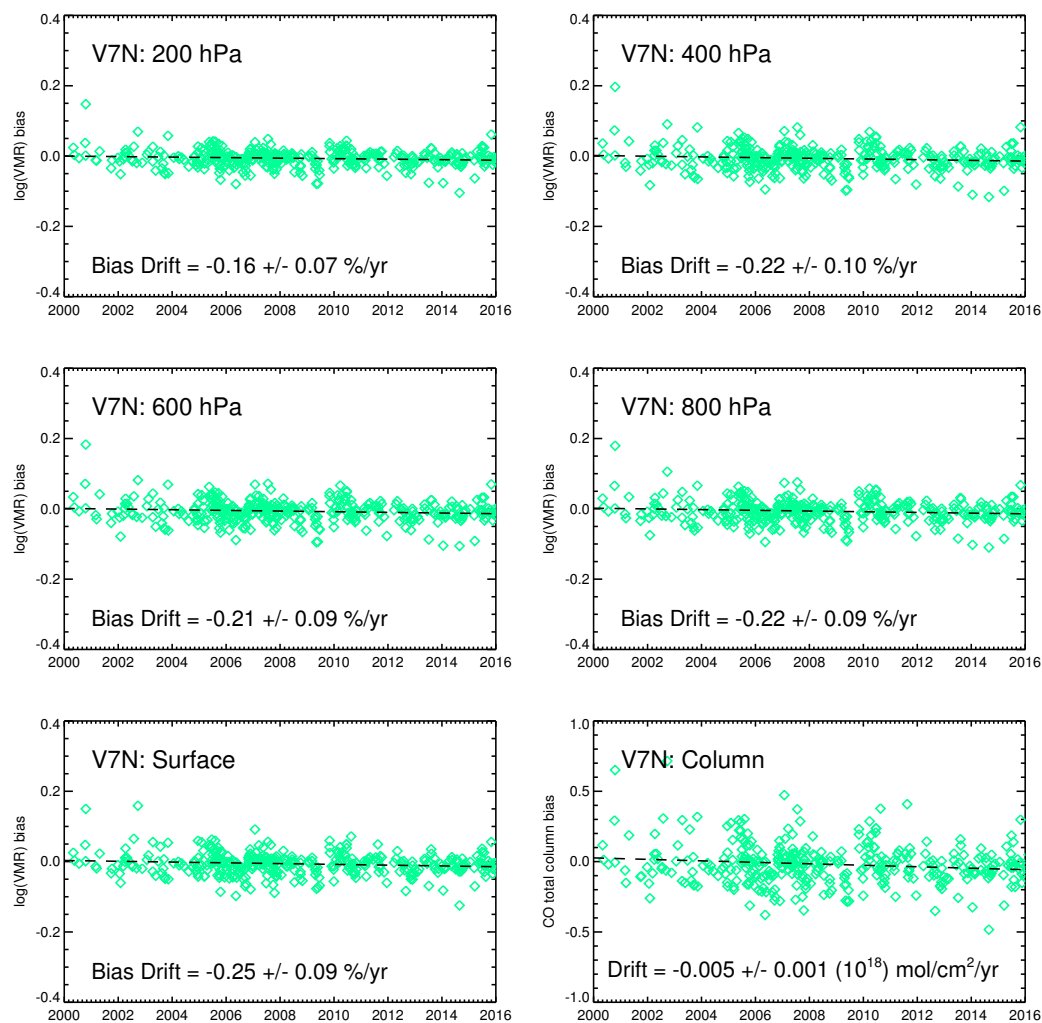 V7N: 200 hPa
log(VMR) bias
0.4
0.2
0.0
-0.2
-0.4
Bias Drift = -0.16 +/- 0.07 %/yr
2000 2002 2004 2006 2008 2010 2012 2014 2016
V7N: 400 hPa
log(VMR) bias
0.4
0.2
0.0
-0.2
-0.4
Bias Drift = -0.22 +/- 0.10 %/yr
2000 2002 2004 2006 2008 2010 2012 2014 2016
V7N: 600 hPa
log(VMR) bias
0.4
0.2
0.0
-0.2
-0.4
Bias Drift = -0.21 +/- 0.09 %/yr
2000 2002 2004 2006 2008 2010 2012 2014 2016
V7N: 800 hPa
log(VMR) bias
0.4
0.2
0.0
-0.2
-0.4
Bias Drift = -0.22 +/- 0.09 %/yr
2000 2002 2004 2006 2008 2010 2012 2014 2016
V7N: Surface
log(VMR) bias
0.4
0.2
0.0
-0.2
-0.4
Bias Drift = -0.25 +/- 0.09 %/yr
2000 2002 2004 2006 2008 2010 2012 2014 2016
V7N: Column
CO total column bias
1.0
0.5
0.0
-0.5
-1.0
Drift = -0.005 +/- 0.001 (10¹⁸) mol/cm²/yr
2000 2002 2004 2006 2008 2010 2012 2014 2016